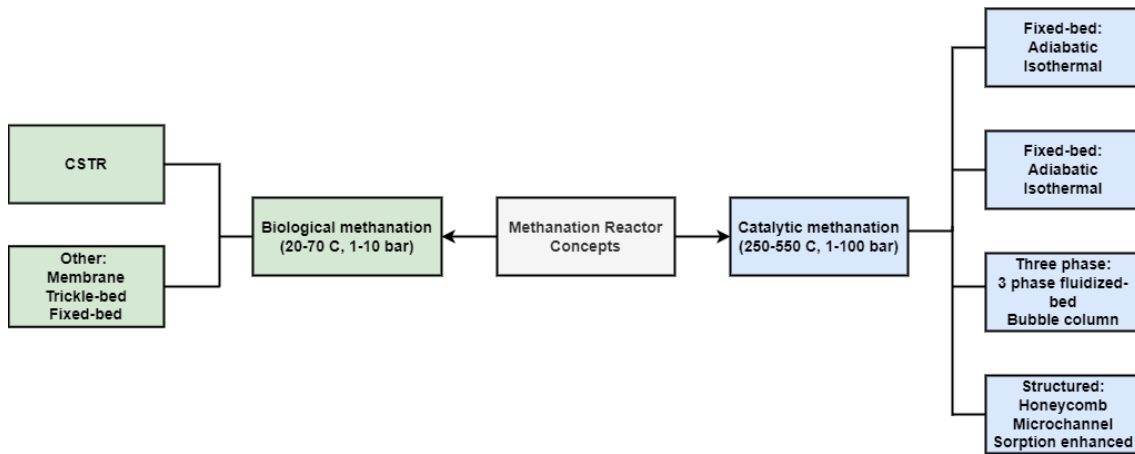 CSTR
Other:
Membrane
Trickle-bed
Fixed-bed
Biological methanation
(20-70 C, 1-10 bar)
Methanation Reactor
Concepts
Catalytic methanation
(250-550 C, 1-100 bar)
Fixed-bed:
Adiabatic
Isothermal
Fixed-bed:
Adiabatic
Isothermal
Three phase:
3 phase fluidized-
bed
Bubble column
Structured:
Honeycomb
Microchannel
Sorption enhanced